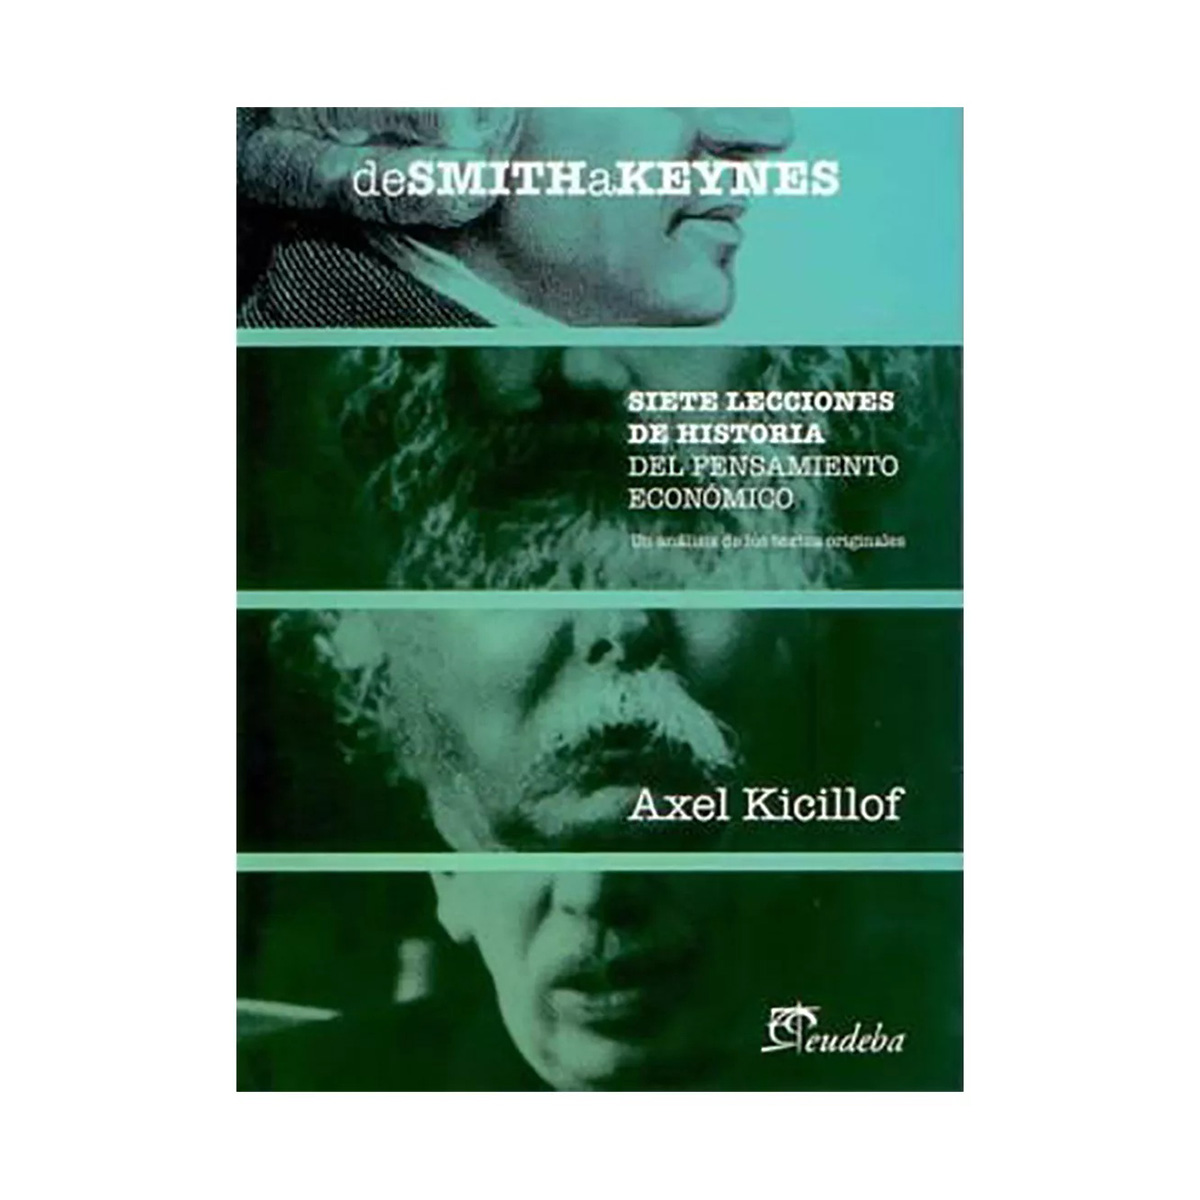 deSMITHaKEYNES
SIETE LECCIONES
DE HISTORIA
DEL PENSAMIENTO
ECONÓMICO
Un análisis de los textos originales
Axel Kicillof
eudeba